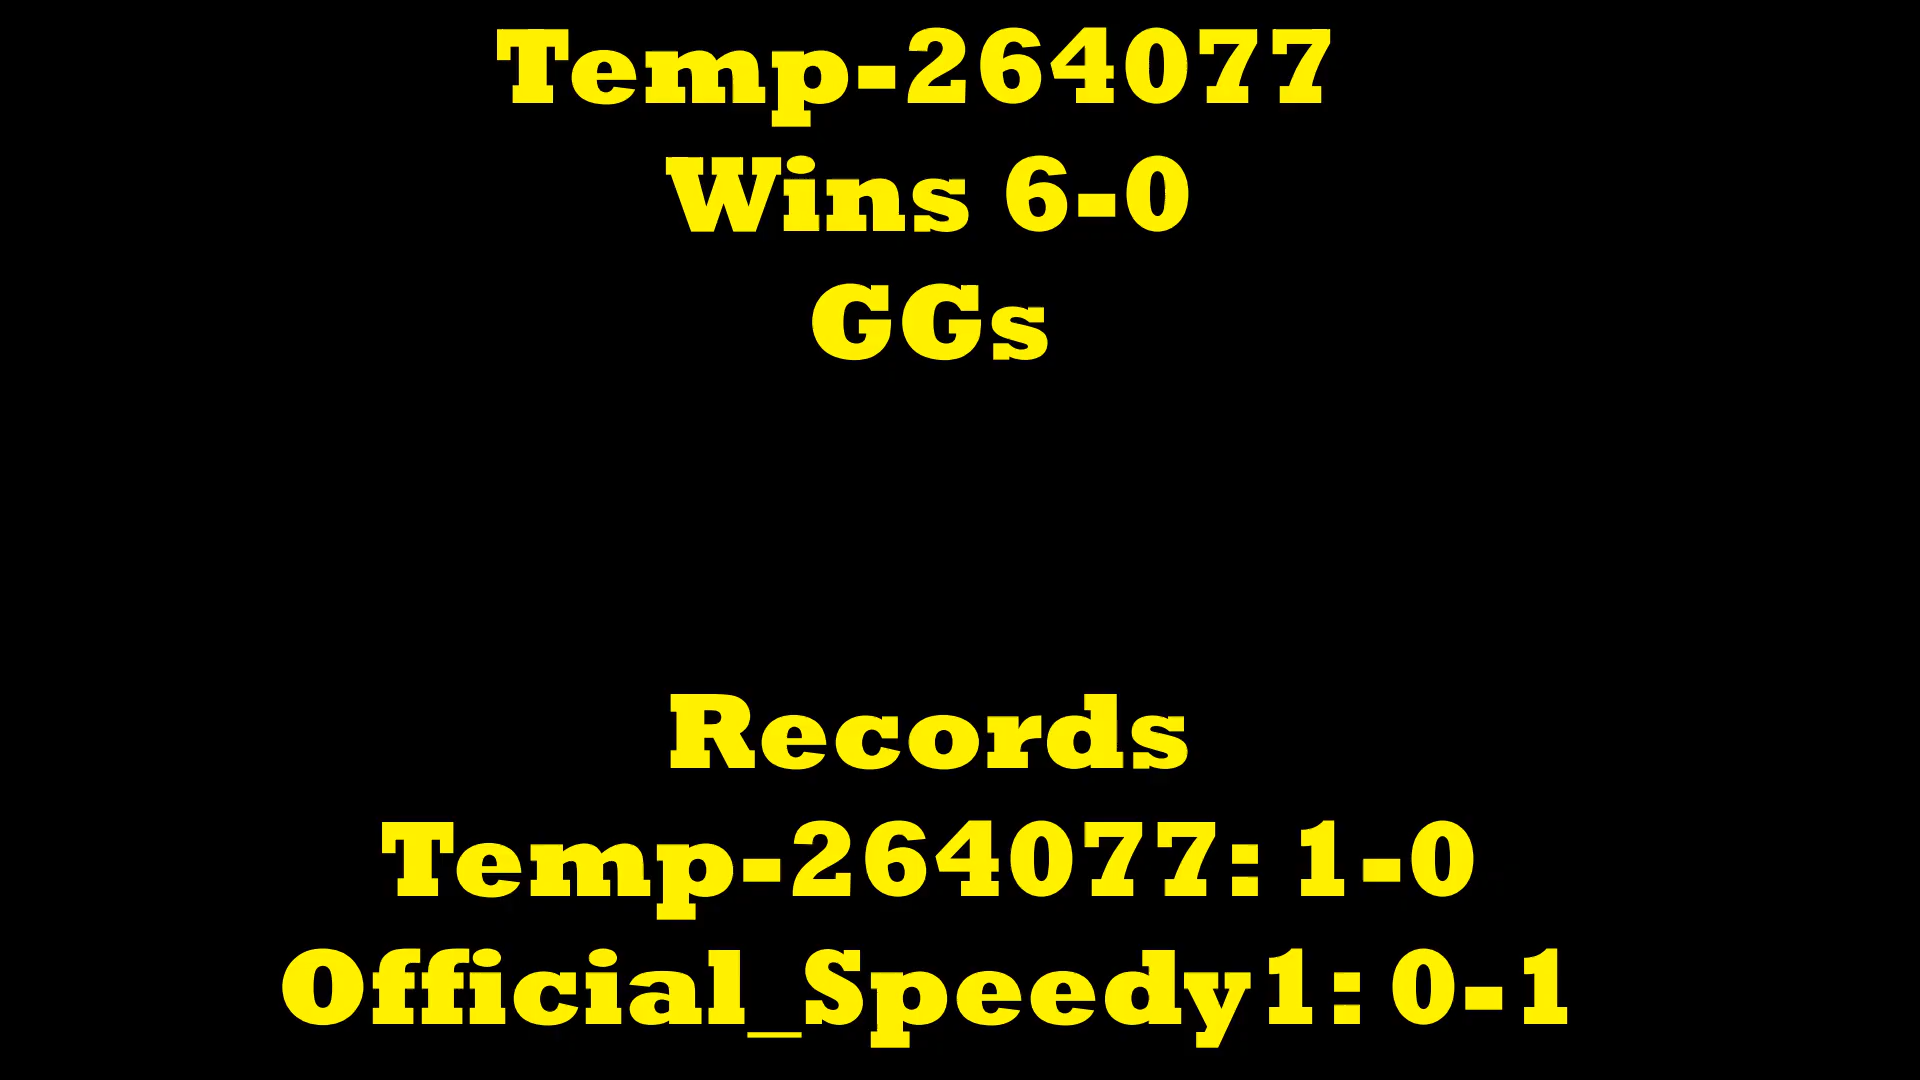 Temp-264077
Wins 6-0
GGs
Records
Temp-264077: 1-0
Official_Speedy1: 0-1